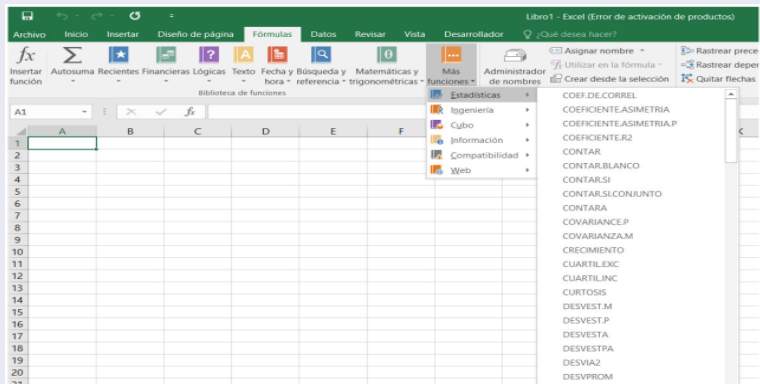 Libro1 - Excel (Error de activación de productos)
Archivo Inicio Insertar Diseño de página Fórmulas Datos Revisar Vista Desarrollador ¿Qué desea hacer?
fx Insertar función
Σ Autosuma
Recientes
Financieras
? Lógicas
A Texto
Fecha y hora
Búsqueda y referencia
θ Matemáticas y trigonométricas
Más funciones
Administrador de nombres
Asignar nombre
Utilizar en la fórmula
Crear desde la selección
Rastrear prece
Rastrear deper
Quitar flechas
Biblioteca de funciones
A1 fx
A B C D E F K
1
2
3
4
5
6
7
8
9
10
11
12
13
14
15
16
17
18
19
20
21
Estadísticas
Ingeniería
Cubo
Información
Compatibilidad
Web
COEF.DE.CORREL
COEFICIENTE.ASIMETRIA
COEFICIENTE.ASIMETRIA.P
COEFICIENTE.R2
CONTAR
CONTAR.BLANCO
CONTAR.SI
CONTAR.SI.CONJUNTO
CONTARA
COVARIANCE.P
COVARIANZA.M
CRECIMIENTO
CUARTIL.EXC
CUARTIL.INC
CURTOSIS
DESVEST.M
DESVEST.P
DESVESTA
DESVESTPA
DESVIA2
DESVPROM